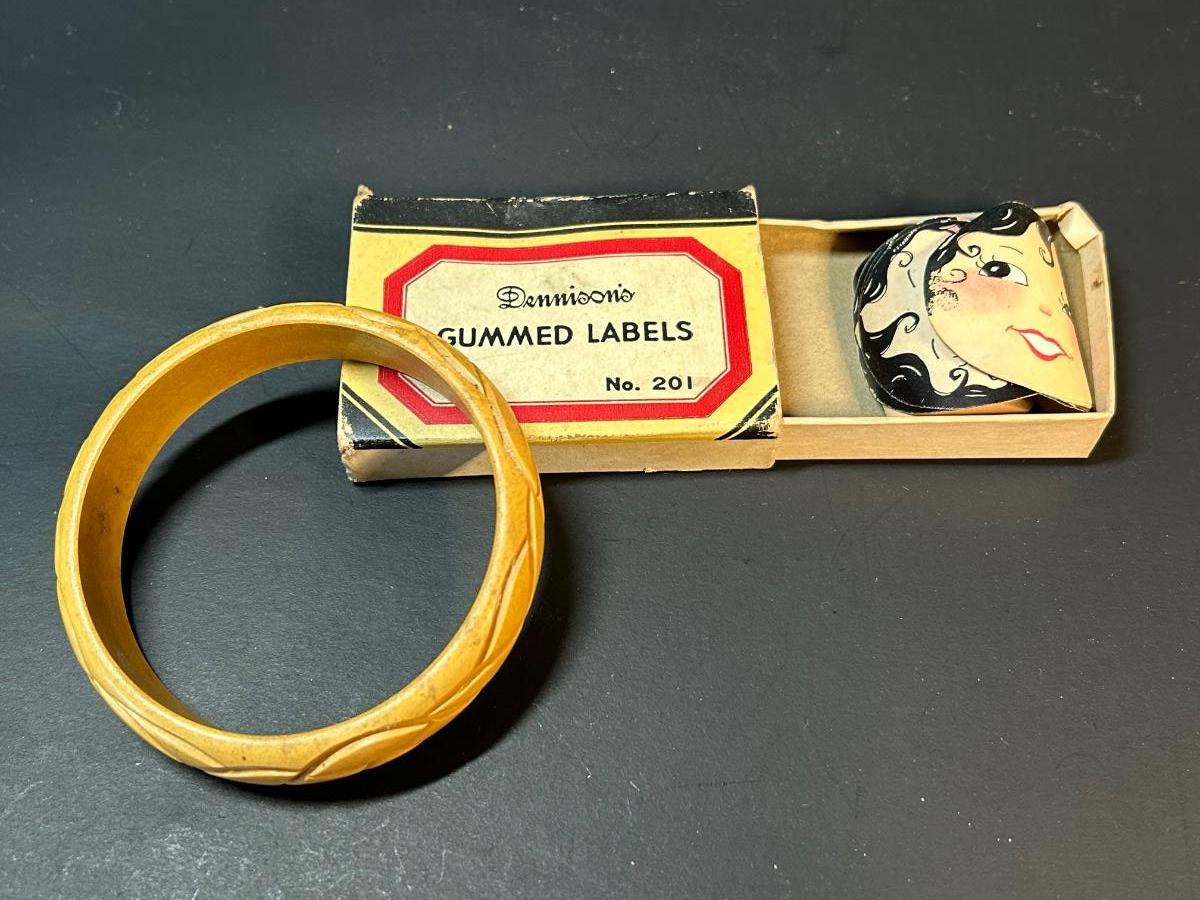 Dennison's
GUMMED LABELS
No. 201